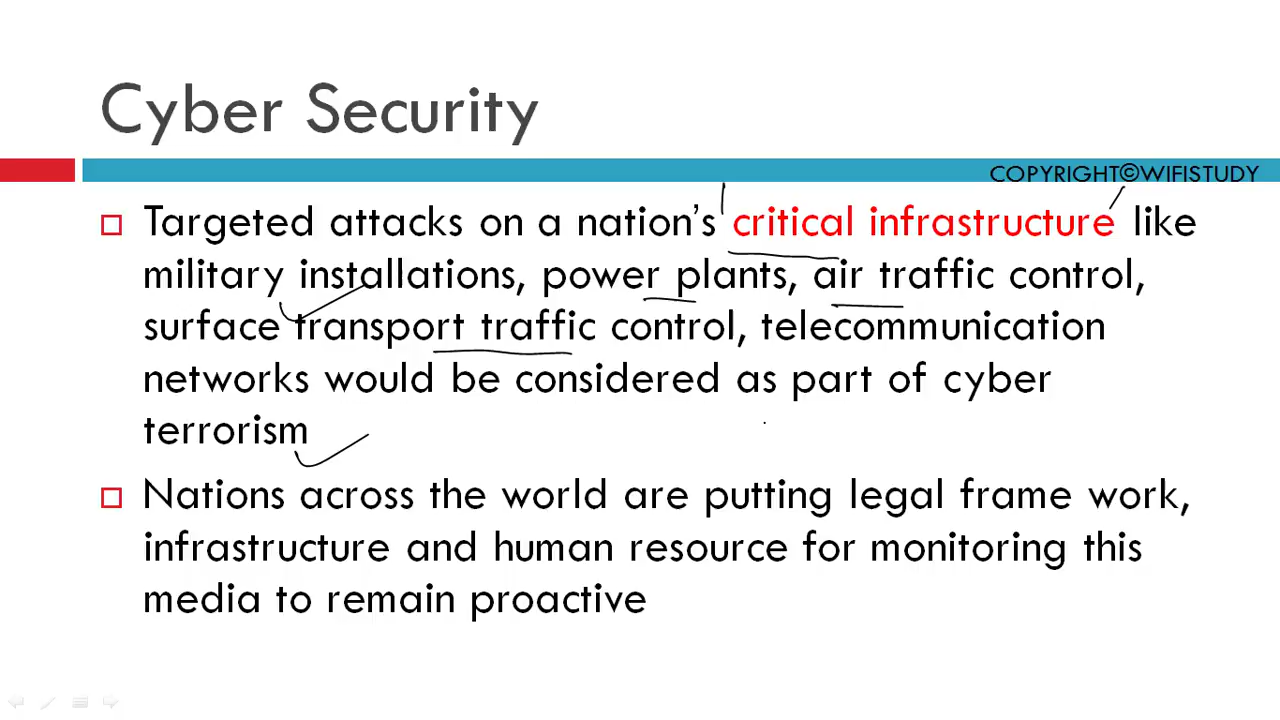 Cyber Security
COPYRIGHT©WIFISTUDY
Targeted attacks on a nation's critical infrastructure like
military installations, power plants, air traffic control,
surface transport traffic control, telecommunication
networks would be considered as part of cyber
terrorism
Nations across the world are putting legal frame work,
infrastructure and human resource for monitoring this
media to remain proactive